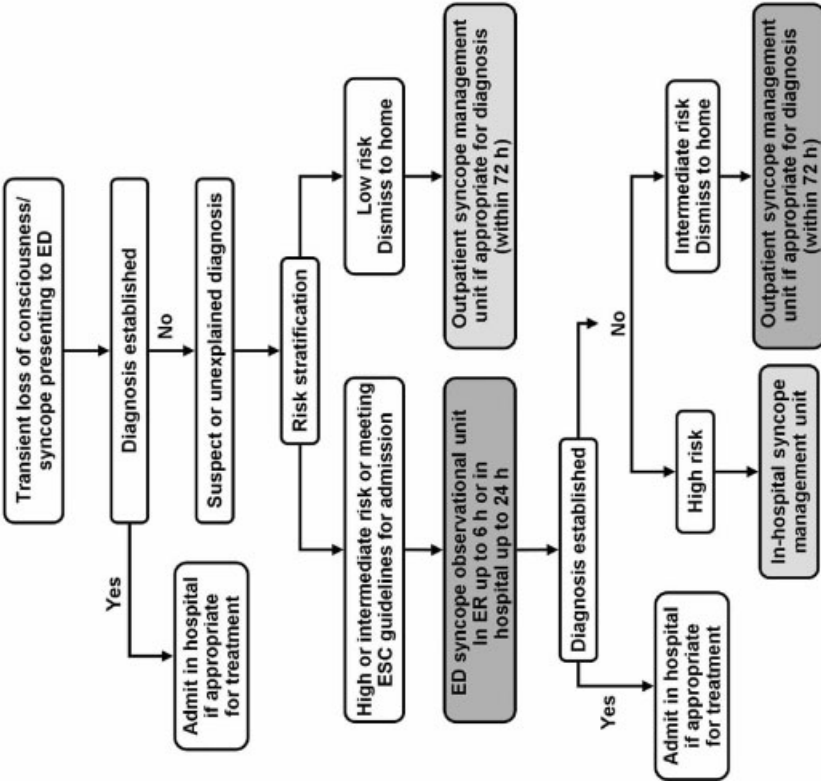 Transient loss of consciousness/
syncope presenting to ED
Diagnosis established
Yes
No
Admit in hospital
if appropriate
for treatment
Suspect or unexplained diagnosis
Risk stratification
High or intermediate risk or meeting
ESC guidelines for admission
Low risk
Dismiss to home
ED syncope observational unit
In ER up to 6 h or in
hospital up to 24 h
Outpatient syncope management
unit if appropriate for diagnosis
(within 72 h)
Diagnosis established
Yes
No
Admit in hospital
if appropriate
for treatment
High risk
Intermediate risk
Dismiss to home
In-hospital syncope
management unit
Outpatient syncope management
unit if appropriate for diagnosis
(within 72 h)